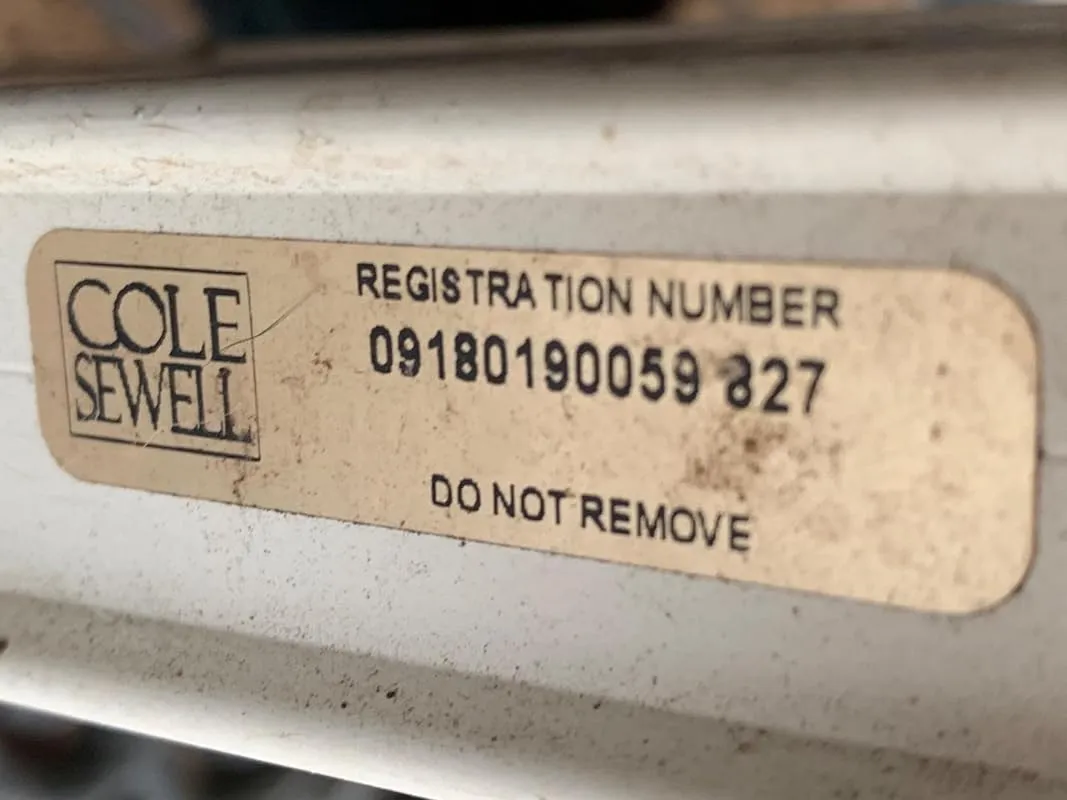 COLE
SEWELL
REGISTRATION NUMBER
09180190059 827
DO NOT REMOVE